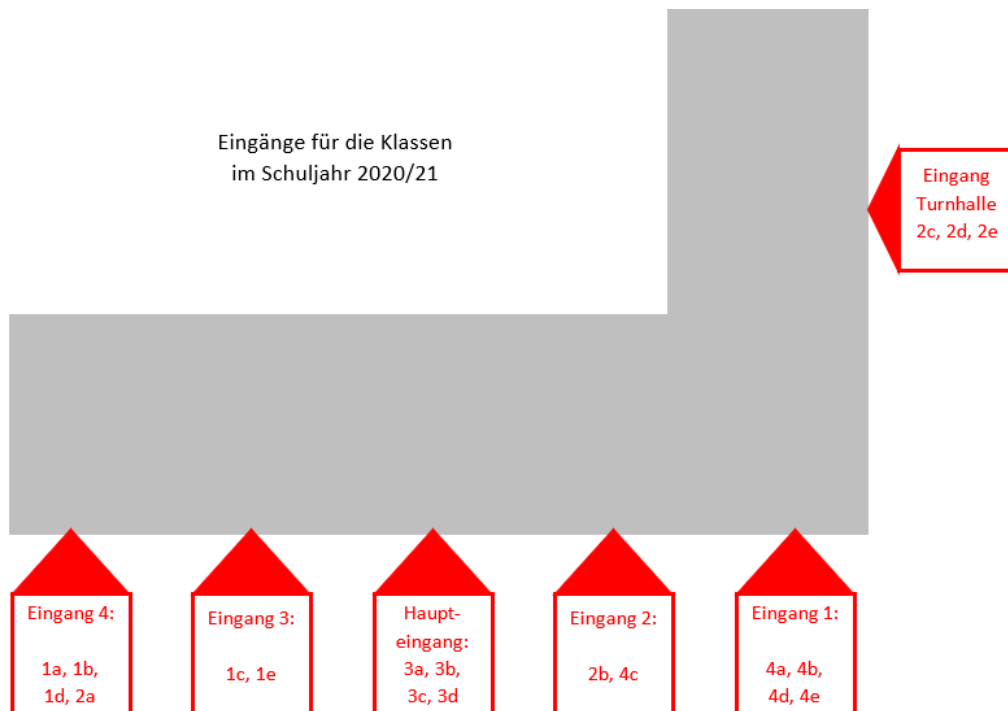 Eingänge für die Klassen
im Schuljahr 2020/21
Eingang
Turnhalle
2c, 2d, 2e
Eingang 4:
1a, 1b,
1d, 2a
Eingang 3:
1c, 1e
Haupt-
eingang:
3a, 3b,
3c, 3d
Eingang 2:
2b, 4c
Eingang 1:
4a, 4b,
4d, 4e